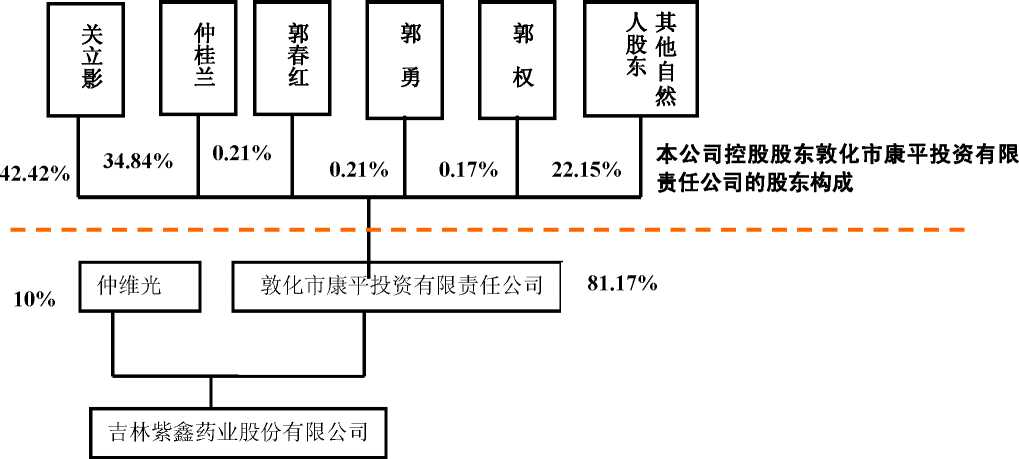 关立影
仲桂兰
郭春红
郭勇
郭权
其他自然
人股东
42.42%
34.84%
0.21%
0.21%
0.17%
22.15%
本公司控股股东敦化市康平投资有限
责任公司的股东构成
10%
仲维光
敦化市康平投资有限责任公司
81.17%
吉林紫鑫药业股份有限公司